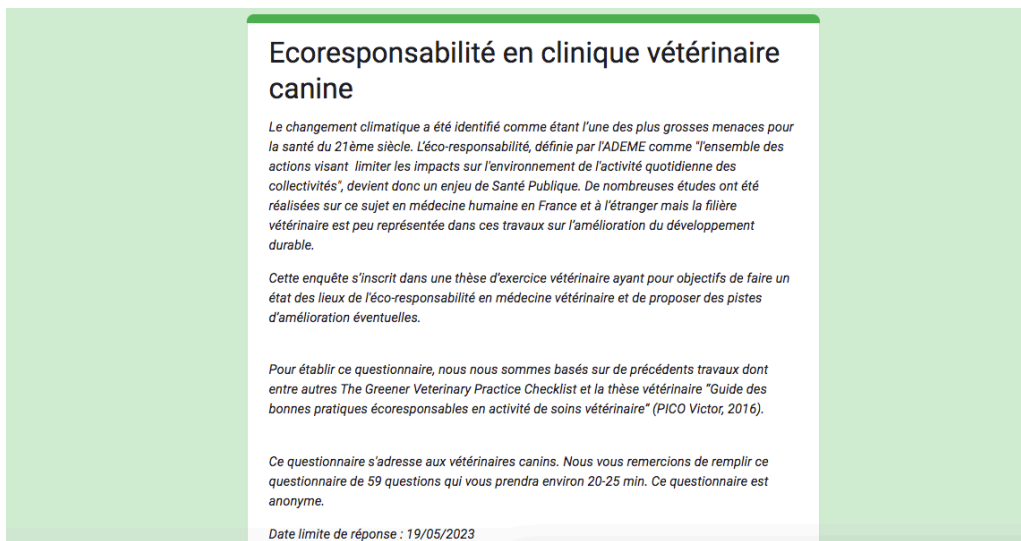 Ecoresponsabilité en clinique vétérinaire
canine
Le changement climatique a été identifié comme étant l'une des plus grosses menaces pour
la santé du 21ème siècle. L'éco-responsabilité, définie par l'ADEME comme "l'ensemble des
actions visant  limiter les impacts sur l'environnement de l'activité quotidienne des
collectivités", devient donc un enjeu de Santé Publique. De nombreuses études ont été
réalisées sur ce sujet en médecine humaine en France et à l'étranger mais la filière
vétérinaire est peu représentée dans ces travaux sur l'amélioration du développement
durable.
Cette enquête s'inscrit dans une thèse d'exercice vétérinaire ayant pour objectifs de faire un
état des lieux de l'éco-responsabilité en médecine vétérinaire et de proposer des pistes
d'amélioration éventuelles.
Pour établir ce questionnaire, nous nous sommes basés sur de précédents travaux dont
entre autres The Greener Veterinary Practice Checklist et la thèse vétérinaire "Guide des
bonnes pratiques écoresponsables en activité de soins vétérinaire" (PICO Victor, 2016).
Ce questionnaire s'adresse aux vétérinaires canins. Nous vous remercions de remplir ce
questionnaire de 59 questions qui vous prendra environ 20-25 min. Ce questionnaire est
anonyme.
Date limite de réponse : 19/05/2023